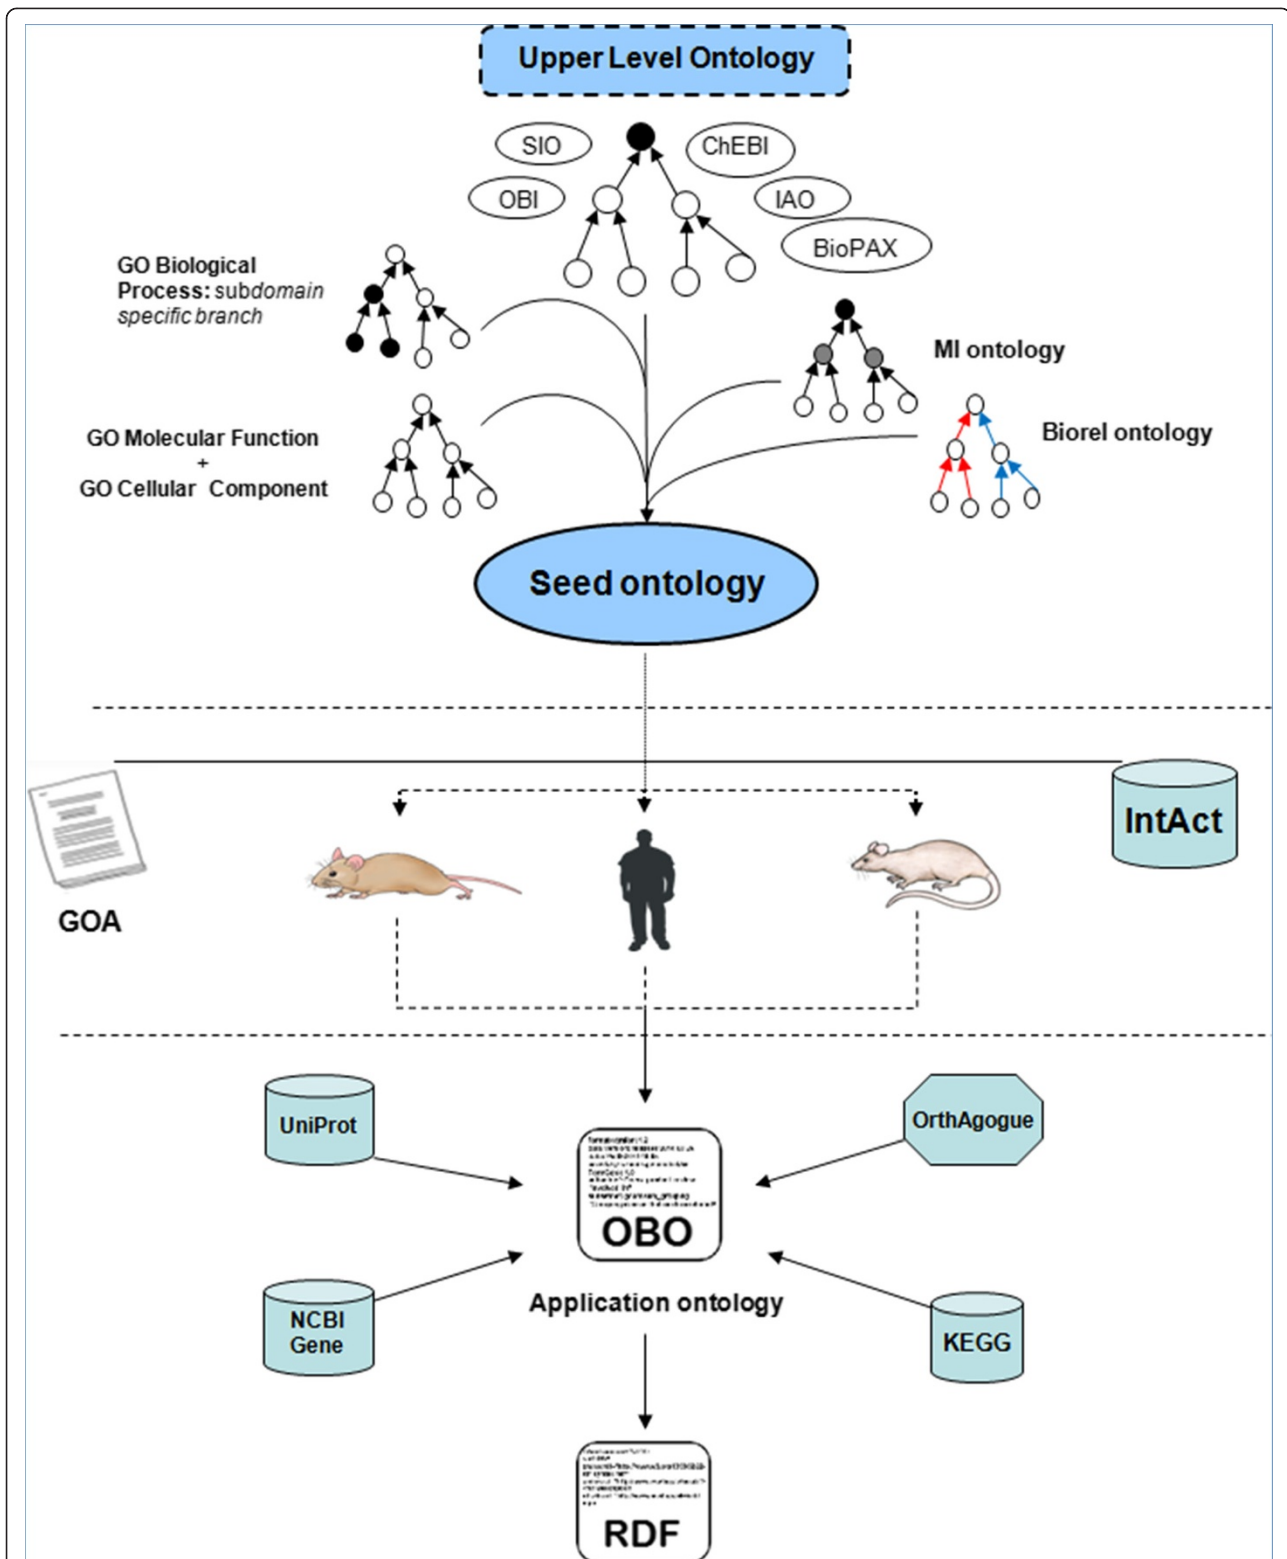 Upper Level Ontology
SIO
ChEBI
OBI
IAO
BioPAX
GO Biological
Process: subdomain
specific branch
MI ontology
GO Molecular Function
+
GO Cellular Component
Biorel ontology
Seed ontology
IntAct
GOA
UniProt
OrthAgogue
OBO
NCBI
Gene
Application ontology
KEGG
RDF